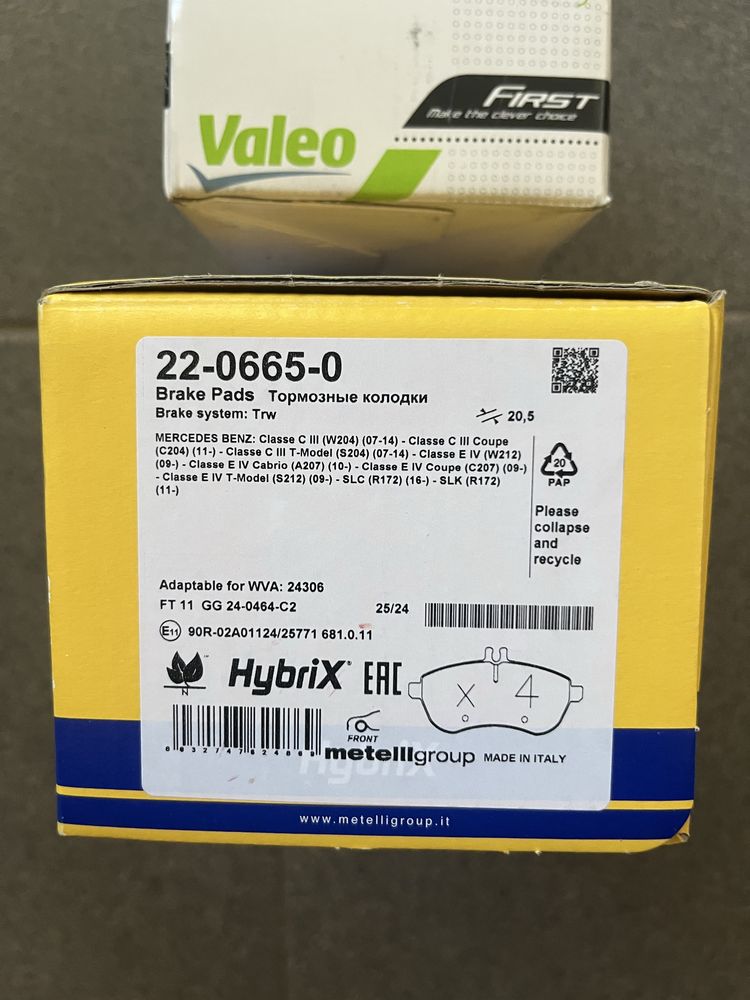 FIRST
Make the clever choice
Valeo
22-0665-0
Brake Pads Тормозные колодки
Brake system: Trw
20,5
MERCEDES BENZ: Classe C III (W204) (07-14) - Classe C III Coupe
(C204) (11-) - Classe C III T-Model (S204) (07-14) - Classe E IV (W212)
(09-) - Classe E IV Cabrio (A207) (10-) - Classe E IV Coupe (C207) (09-)
- Classe E IV T-Model (S212) (09-) - SLC (R172) (16-) - SLK (R172)
(11-)
20
PAP
Please
collapse
and
recycle
Adaptable for WVA: 24306
FT 11 GG 24-0464-C2
25/24
E11 90R-02A01124/25771 681.0.11
N
HybriX®
EAC
x 4
FRONT
metelligroup MADE IN ITALY
HybriX
www.metelligroup.it